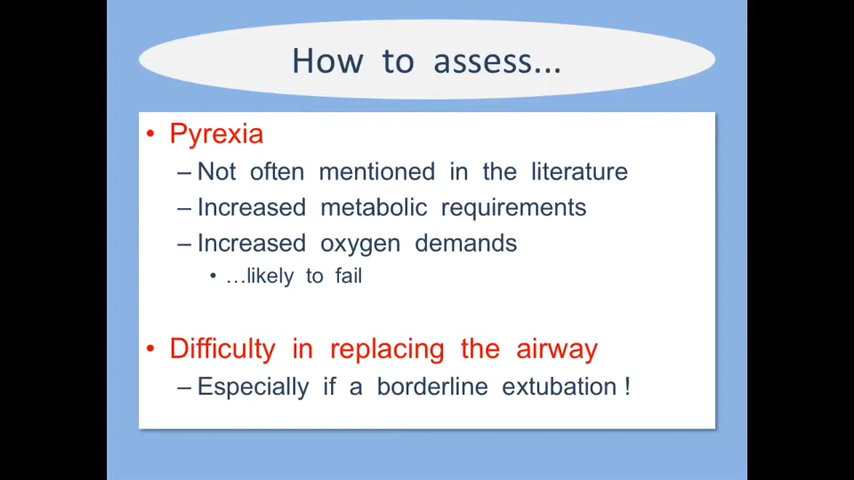 How to assess...
• Pyrexia
– Not often mentioned in the literature
– Increased metabolic requirements
– Increased oxygen demands
• ...likely to fail
• Difficulty in replacing the airway
– Especially if a borderline extubation !